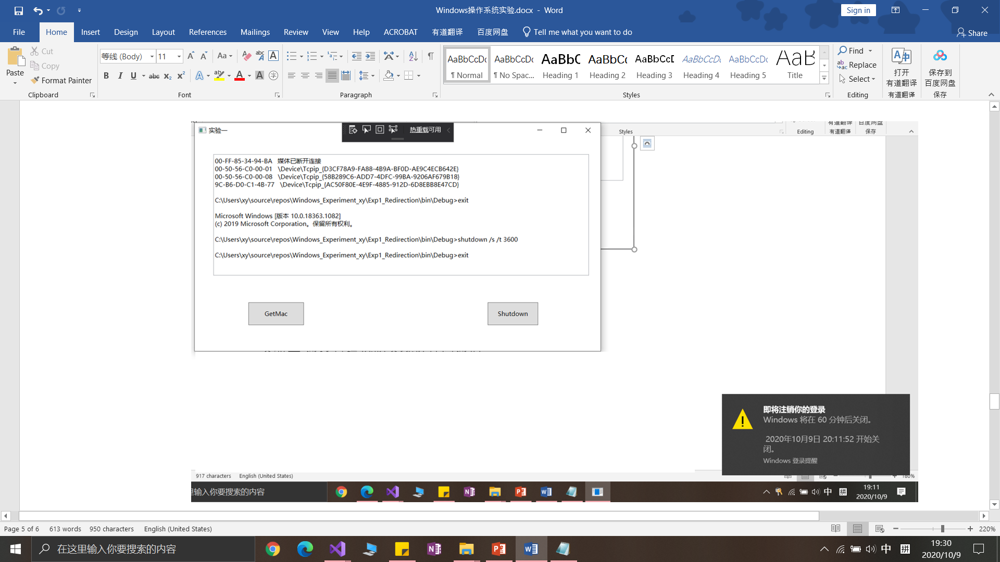 Windows操作系统实验.docx - Word
Sign in
File
Home
Insert
Design
Layout
References
Mailings
Review
View
Help
ACROBAT
有道翻译
百度网盘
Tell me what you want to do
Share
Paste
Cut
Copy
Format Painter
Clipboard
等线 (Body)
11
Font
Paragraph
AaBbCcDc
¶ Normal
AaBbCcDc
¶ No Spac...
AaBbC
Heading 1
AaBbCc
Heading 2
AaBbCcD
Heading 3
AaBbCcDc
Heading 4
AaBbCcDc
Heading 5
AaB
Title
Styles
Find
Replace
Select
Editing
打开
有道翻译
有道翻译
保存到
百度网盘
保存
实验一
热重载可用
Styles
Editing
有道翻译
有道翻译
百度网盘
保存
00-FF-85-34-94-BA 媒体已断开连接
00-50-56-C0-00-01 \Device\Tcpip_{D3CF78A9-FA88-4B9A-BF0D-AE9C4ECB642E}
00-50-56-C0-00-08 \Device\Tcpip_{58B289C6-ADD7-4DFC-99BA-9206AF679B18}
9C-B6-D0-C1-4B-77 \Device\Tcpip_{AC50F80E-4E9F-4885-912D-6D8EBB8E47CD}
C:\Users\xy\source\repos\Windows_Experiment_xy\Exp1_Redirection\bin\Debug>exit
Microsoft Windows [版本 10.0.18363.1082]
(c) 2019 Microsoft Corporation。保留所有权利。
C:\Users\xy\source\repos\Windows_Experiment_xy\Exp1_Redirection\bin\Debug>shutdown /s /t 3600
C:\Users\xy\source\repos\Windows_Experiment_xy\Exp1_Redirection\bin\Debug>exit
GetMac
Shutdown
即将注销你的登录
Windows 将在 60 分钟后关闭。
2020年10月9日 20:11:52 开始关
闭。
Windows 登录提醒
917 characters
English (United States)
180%
里输入你要搜索的内容
中
拼
19:11
2020/10/9
Page 5 of 6
613 words
950 characters
English (United States)
220%
在这里输入你要搜索的内容
中
拼
19:30
2020/10/9